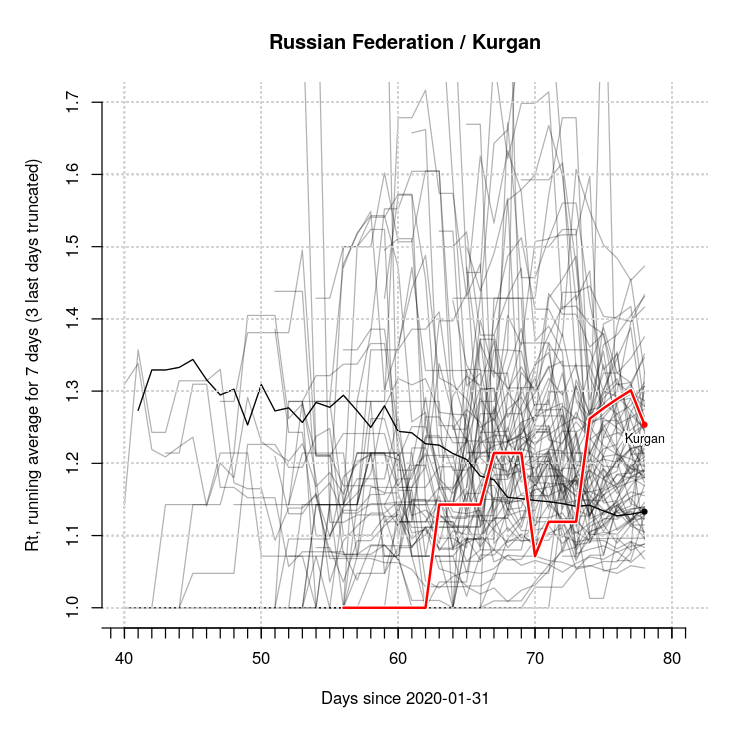 Russian Federation / Kurgan
Rt, running average for 7 days (3 last days truncated)
1.7
1.6
1.5
1.4
1.3
1.2
1.1
1.0
Kurgan
40 50 60 70 80
Days since 2020-01-31